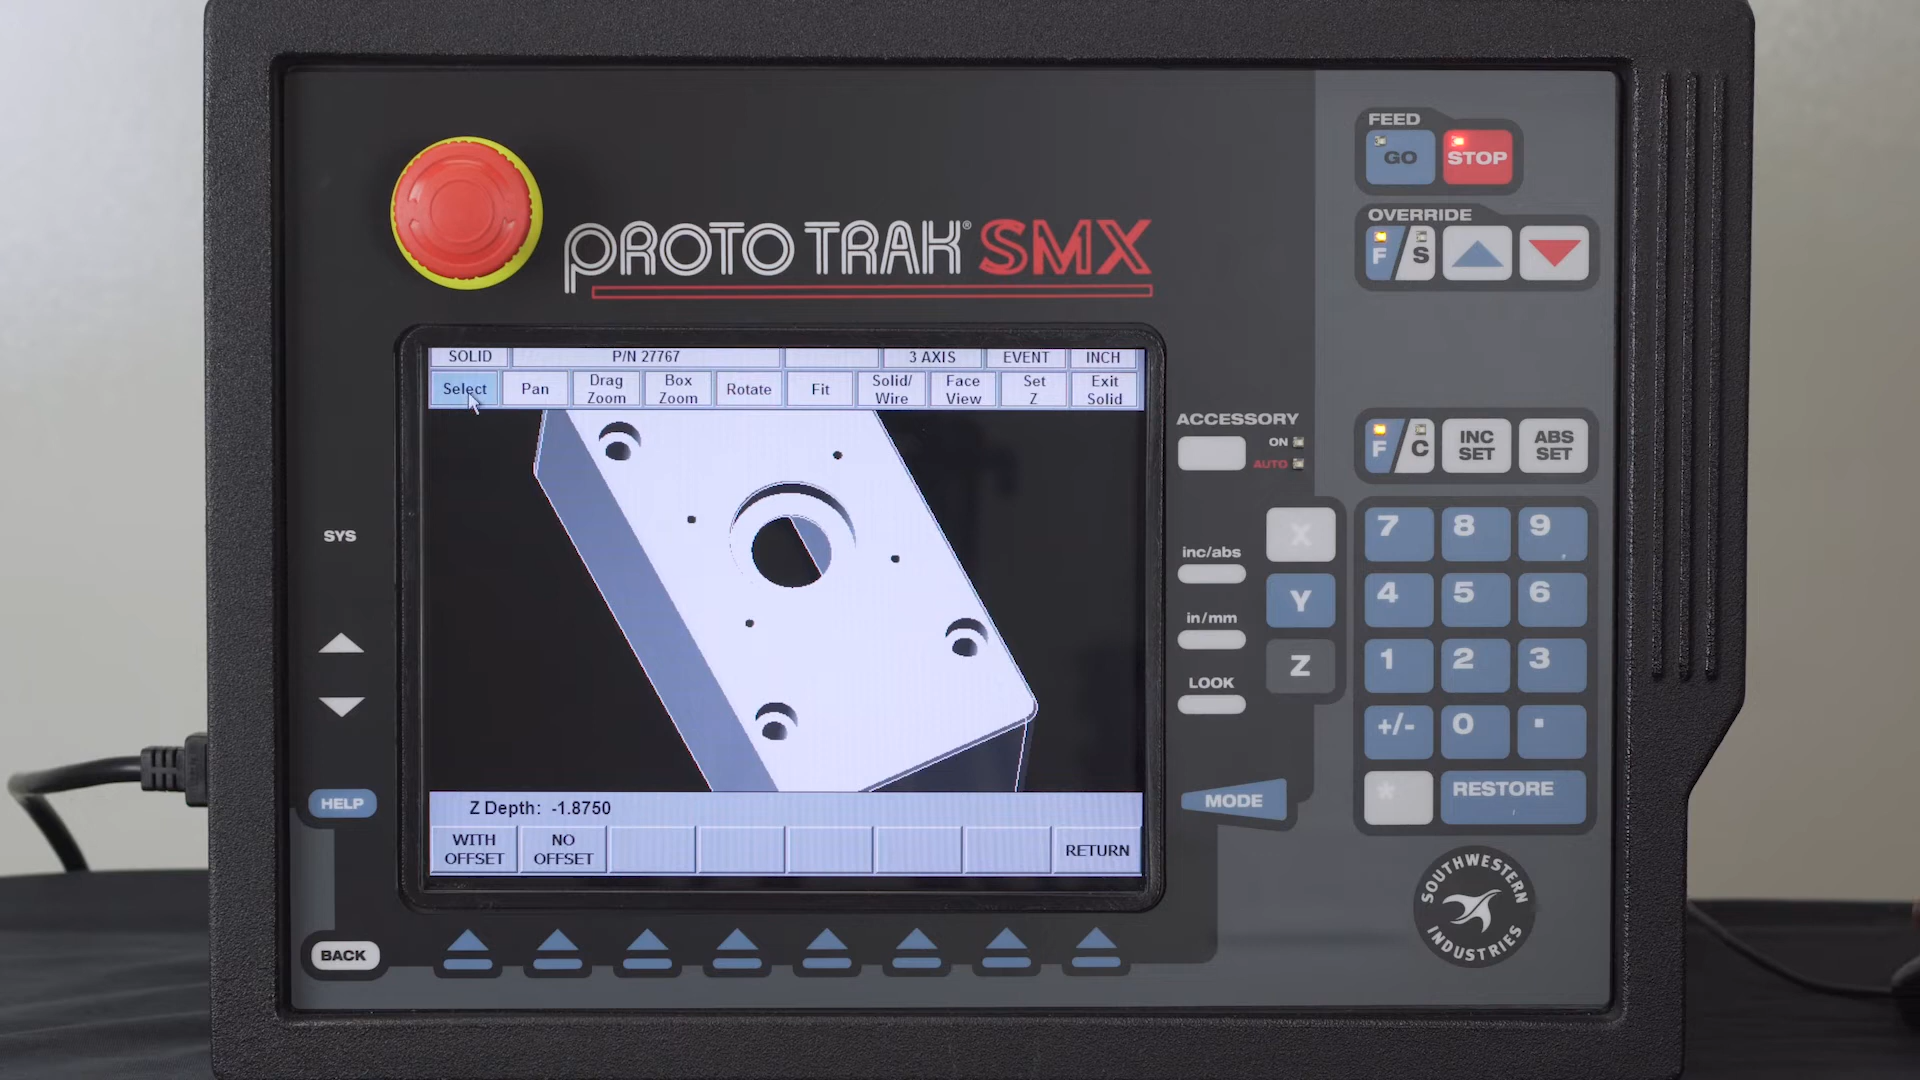 FEED
GO
STOP
OVERRIDE
F
S
PROTO TRAK® SMX
SOLID
P/N 27767
3 AXIS
EVENT
INCH
Select
Pan
Drag
Zoom
Box
Zoom
Rotate
Fit
Solid/
Wire
Face
View
Set
Z
Exit
Solid
ACCESSORY
ON
AUTO
F
C
INC
SET
ABS
SET
SYS
inc/abs
in/mm
LOOK
X
Y
Z
7
8
9
4
5
6
1
2
3
+/-
0
.
*
RESTORE
HELP
MODE
Z Depth: -1.8750
WITH
OFFSET
NO
OFFSET
RETURN
BACK
SOUTHWESTERN
INDUSTRIES